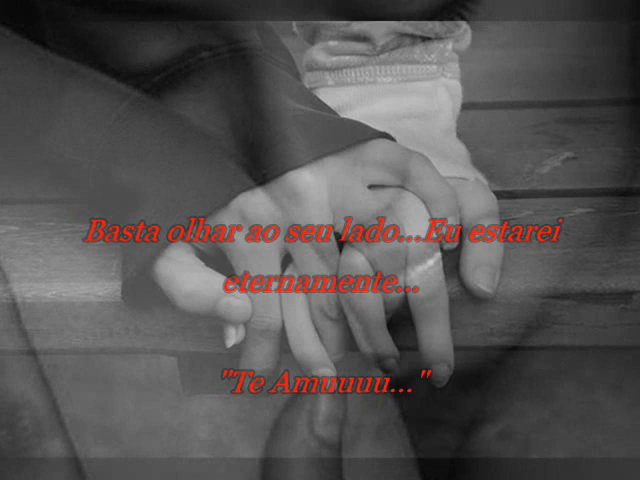 Basta olhar ao seu lado...Eu estarei
eternamente...
"Te Amuuuu..."